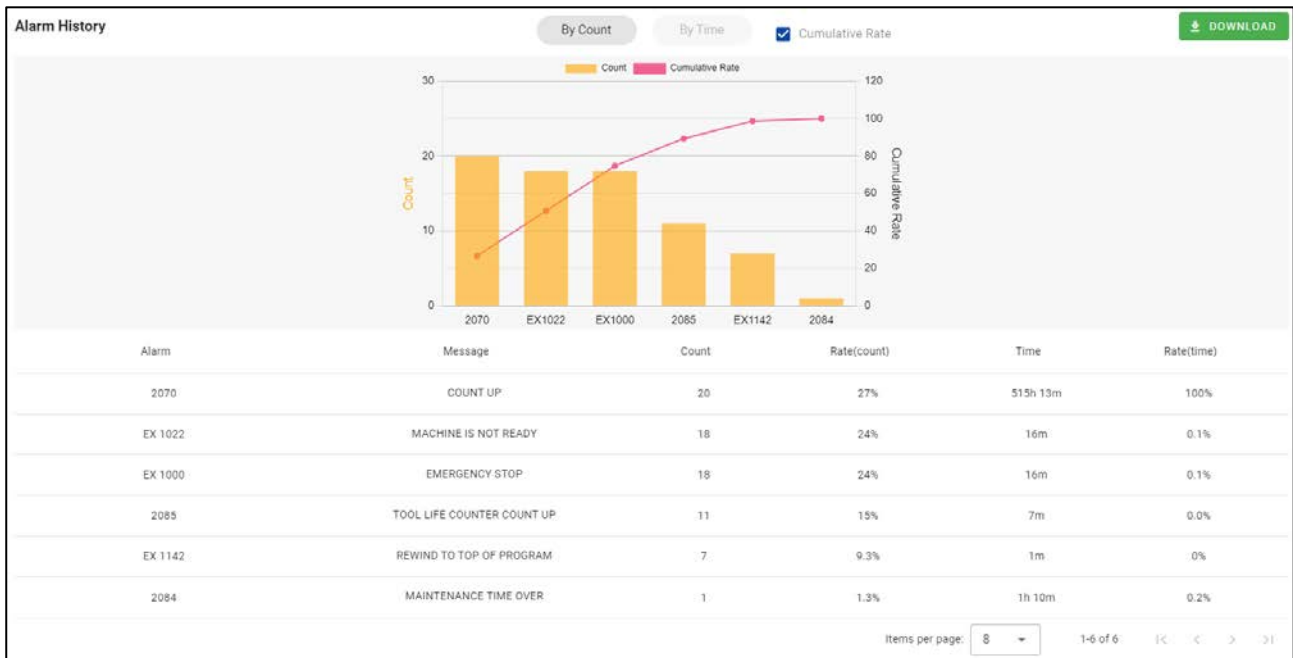 Alarm History By Count By Time Cumulative Rate DOWNLOAD
Count Cumulative Rate
30 120
100
20 80
60
10 40
20
0 0
Count
Cumulative Rate
2070 EX1022 EX1000 2085 EX1142 2084
Alarm Message Count Rate(count) Time Rate(time)
2070 COUNT UP 20 27% 515h 13m 100%
EX 1022 MACHINE IS NOT READY 18 24% 16m 0.1%
EX 1000 EMERGENCY STOP 18 24% 16m 0.1%
2085 TOOL LIFE COUNTER COUNT UP 11 15% 7m 0.0%
EX 1142 REWIND TO TOP OF PROGRAM 7 9.3% 1m 0%
2084 MAINTENANCE TIME OVER 1 1.3% 1h 10m 0.2%
Items per page: 8 1-6 of 6